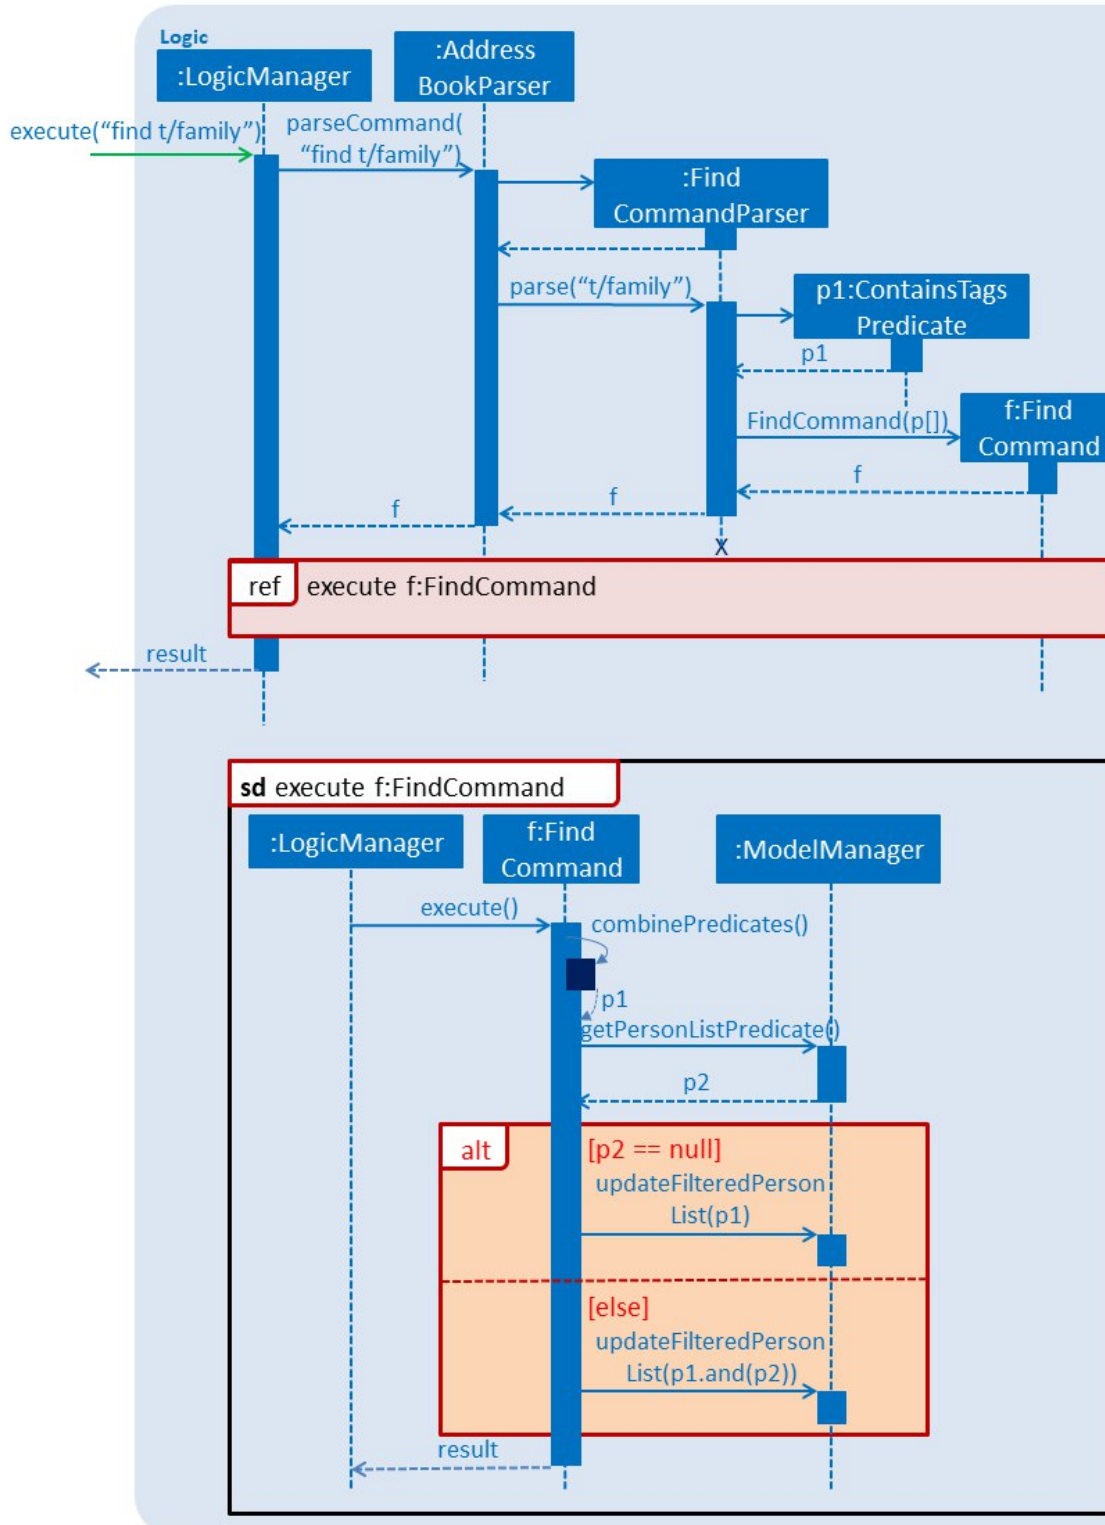 Logic
:LogicManager
:Address
BookParser
execute(“find t/family”)
parseCommand(
“find t/family”)
:Find
CommandParser
parse(“t/family”)
p1:ContainsTags
Predicate
p1
FindCommand(p[])
f:Find
Command
f
f
f
X
ref
execute f:FindCommand
result
sd execute f:FindCommand
:LogicManager
f:Find
Command
:ModelManager
execute()
combinePredicates()
p1
getPersonListPredicate()
p2
alt
[p2 == null]
updateFilteredPerson
List(p1)
[else]
updateFilteredPerson
List(p1.and(p2))
result